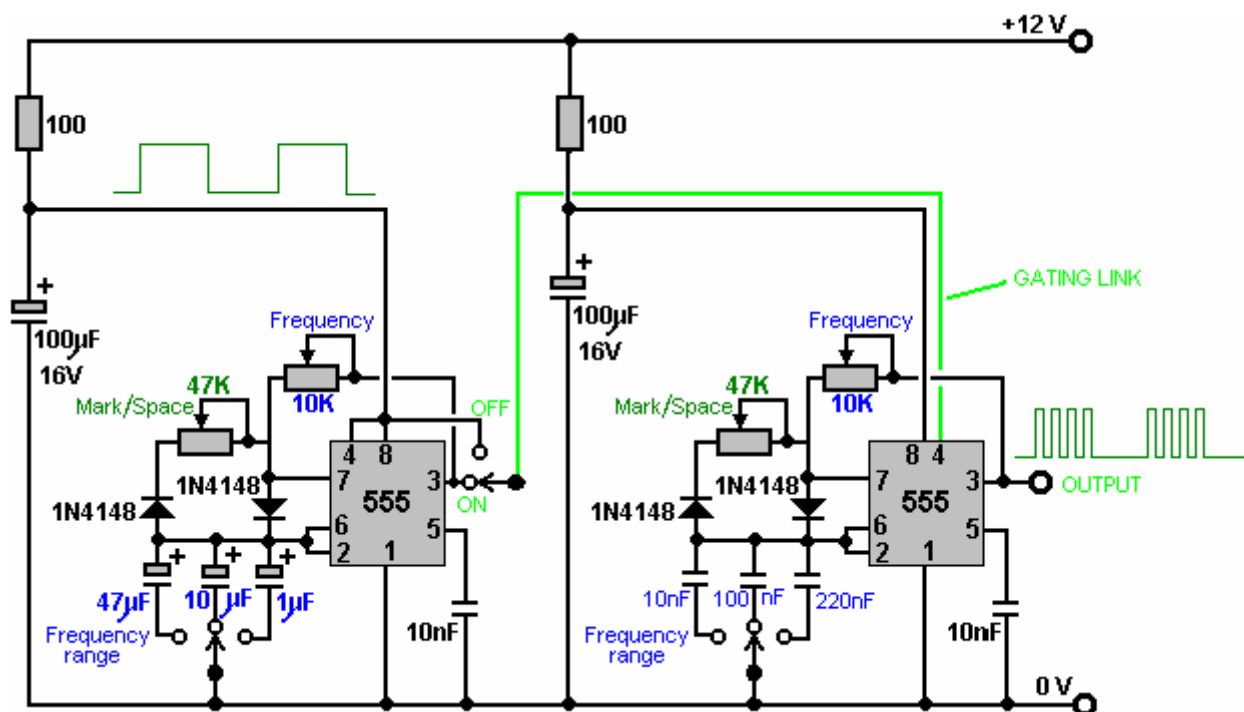 +12 V
100
100
GATING LINK
100µF
16V
100µF
16V
Frequency
Frequency
47K
Mark/Space
10K
OFF
47K
Mark/Space
10K
4 8
8 4
1N4148
1N4148
7
555
3
ON
6
2
5
1
1N4148
1N4148
7
555
3
OUTPUT
6
2
5
1
47µF
10 µF
1µF
Frequency
range
10nF
10nF
100 nF
220nF
Frequency
range
10nF
0 V